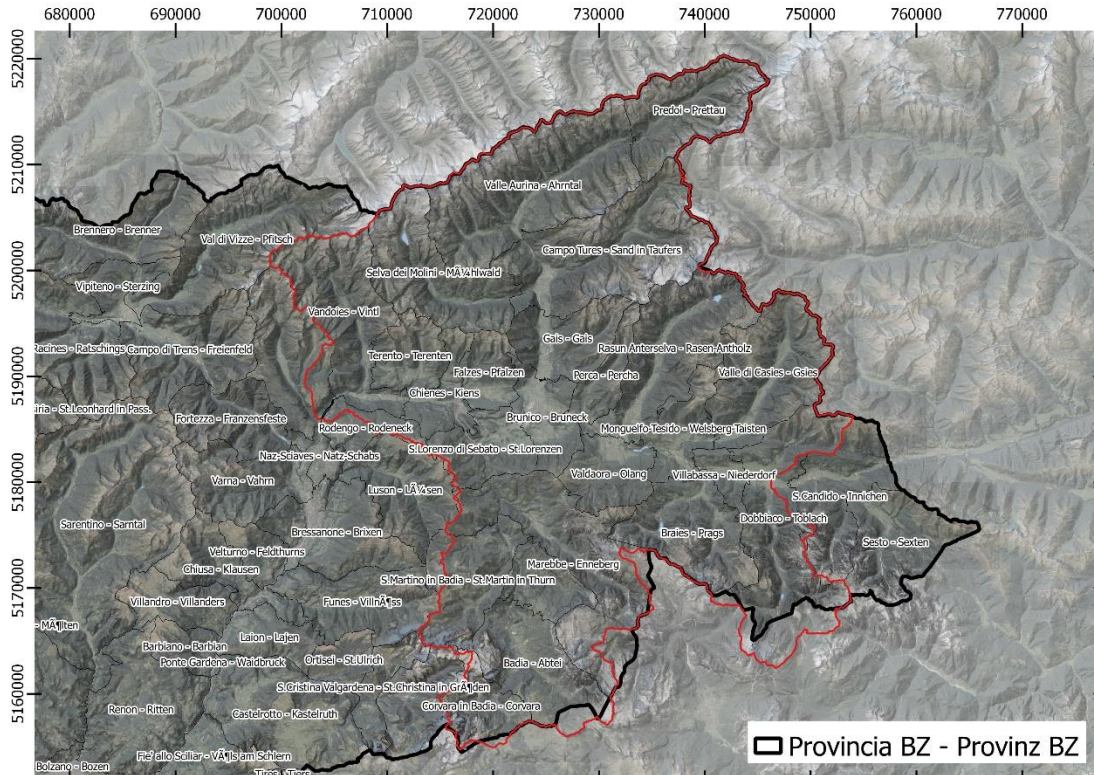 680000 690000 700000 710000 720000 730000 740000 750000 760000 770000
5220000
5210000
5200000
5190000
5180000
5170000
5160000
Predoi - Prettau
Valle Aurina - Ahrntal
Brennero - Brenner
Val di Vizze - Pfitsch
Campo Tures - Sand in Taufers
Selva dei Molini - MÃ¼hlwald
Vipiteno - Sterzing
Vandoies - Vintl
Gais - Gais
Racines - Ratschings
Campo di Trens - Freienfeld
Rasun Anterselva - Rasen-Antholz
Terento - Terenten
Falzes - Pfalzen
Perca - Percha
Valle di Casies - Gsies
Chienes - Kiens
St.Leonhard in Pass.
Fortezza - Franzensfeste
Brunico - Bruneck
Rodengo - Rodeneck
Monguelfo-Tesido - Welsberg-Taisten
S.Lorenzo di Sebato - St.Lorenzen
Naz-Sciaves - Natz-Schabs
Varna - Vahrn
Valdaora - Olang
Villabassa - Niederdorf
Luson - LÃ¼sen
S.Candido - Innichen
Dobbiaco - Toblach
Sarentino - Sarntal
Bressanone - Brixen
Braies - Prags
Sesto - Sexten
Velturno - Feldthurns
Marebbe - Enneberg
Chiusa - Klausen
S.Martino in Badia - St.Martin in Thurn
Villandro - Villanders
Funes - VillnÃ¶ss
- MÃ¶lten
Laion - Lajen
Barbiano - Barbian
Ponte Gardena - Waidbruck
Ortisei - St.Ulrich
Badia - Abtei
S.Cristina Valgardena - St.Christina in GrÃ¶den
Corvara in Badia - Corvara
Renon - Ritten
Castelrotto - Kastelruth
Fie' allo Sciliar - VÃ¶ls am Schlern
Bolzano - Bozen
Tires - Tiers
Provincia BZ - Provinz BZ